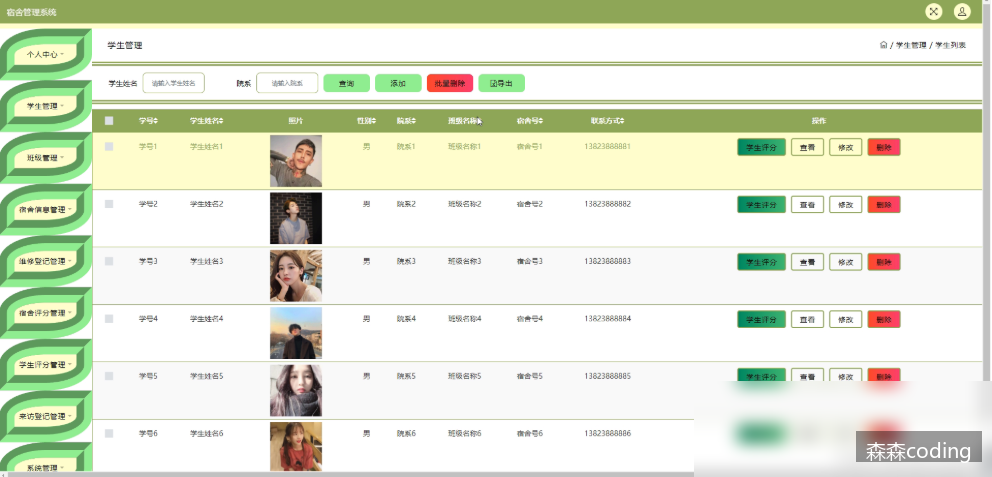 宿舍管理系统
个人中心
学生管理
班级管理
宿舍信息管理
维修登记管理
宿舍评分管理
学生评分管理
来访登记管理
系统管理
学生管理
/ 学生管理 / 学生列表
学生姓名 请输入学生姓名 院系 请输入院系 查询 添加 批量删除 导出
学号 学生姓名 照片 性别 院系 班级名称 宿舍号 联系方式 操作
学号1 学生姓名1 男 院系1 班级名称1 宿舍号1 13823888881 学生评分 查看 修改 删除
学号2 学生姓名2 男 院系2 班级名称2 宿舍号2 13823888882 学生评分 查看 修改 删除
学号3 学生姓名3 男 院系3 班级名称3 宿舍号3 13823888883 学生评分 查看 修改 删除
学号4 学生姓名4 男 院系4 班级名称4 宿舍号4 13823888884 学生评分 查看 修改 删除
学号5 学生姓名5 男 院系5 班级名称5 宿舍号5 13823888885 学生评分 查看 修改 删除
学号6 学生姓名6 男 院系6 班级名称6 宿舍号6 13823888886
森森coding